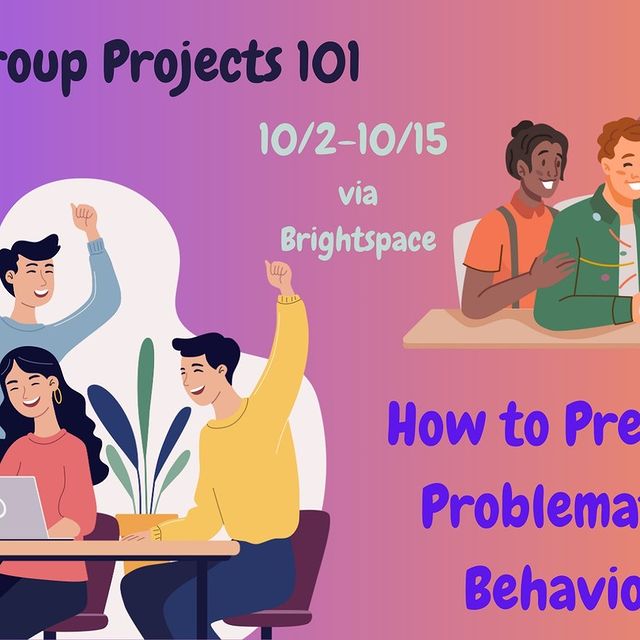 roup Projects 101
10/2-10/15
via
Brightspace
How to Pre
Problema
Behavio